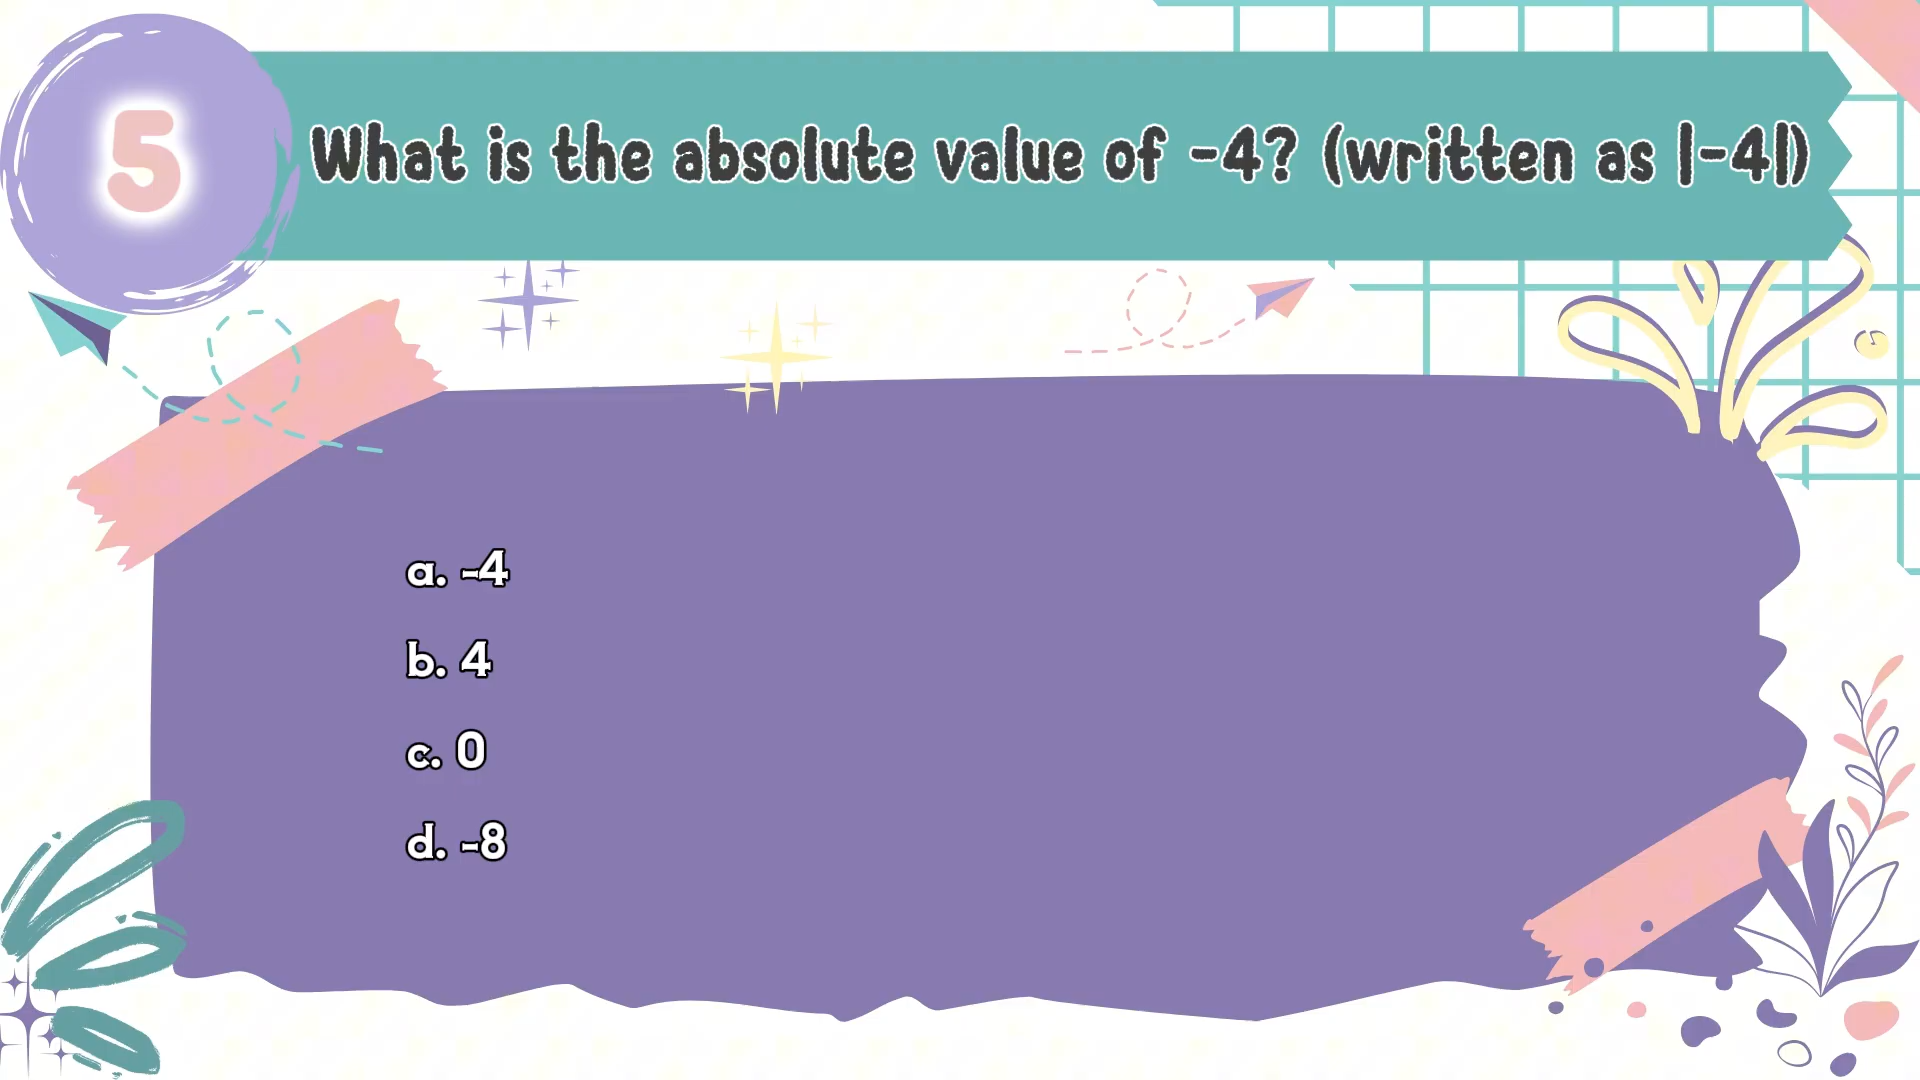 5
What is the absolute value of -4? (written as |-4|)
a. -4
b. 4
c. 0
d. -8